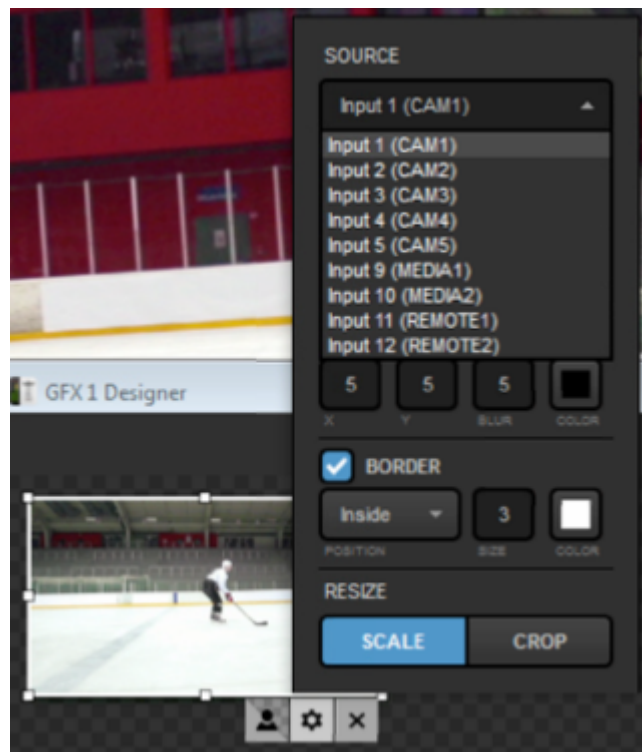 SOURCE
Input 1 (CAM1)
Input 1 (CAM1)
Input 2 (CAM2)
Input 3 (CAM3)
Input 4 (CAM4)
Input 5 (CAM5)
Input 9 (MEDIA1)
Input 10 (MEDIA2)
Input 11 (REMOTE1)
Input 12 (REMOTE2)
GFX 1 Designer
5 5 5
X Y BLUR COLOR
BORDER
Inside 3
POSITION SIZE COLOR
RESIZE
SCALE CROP